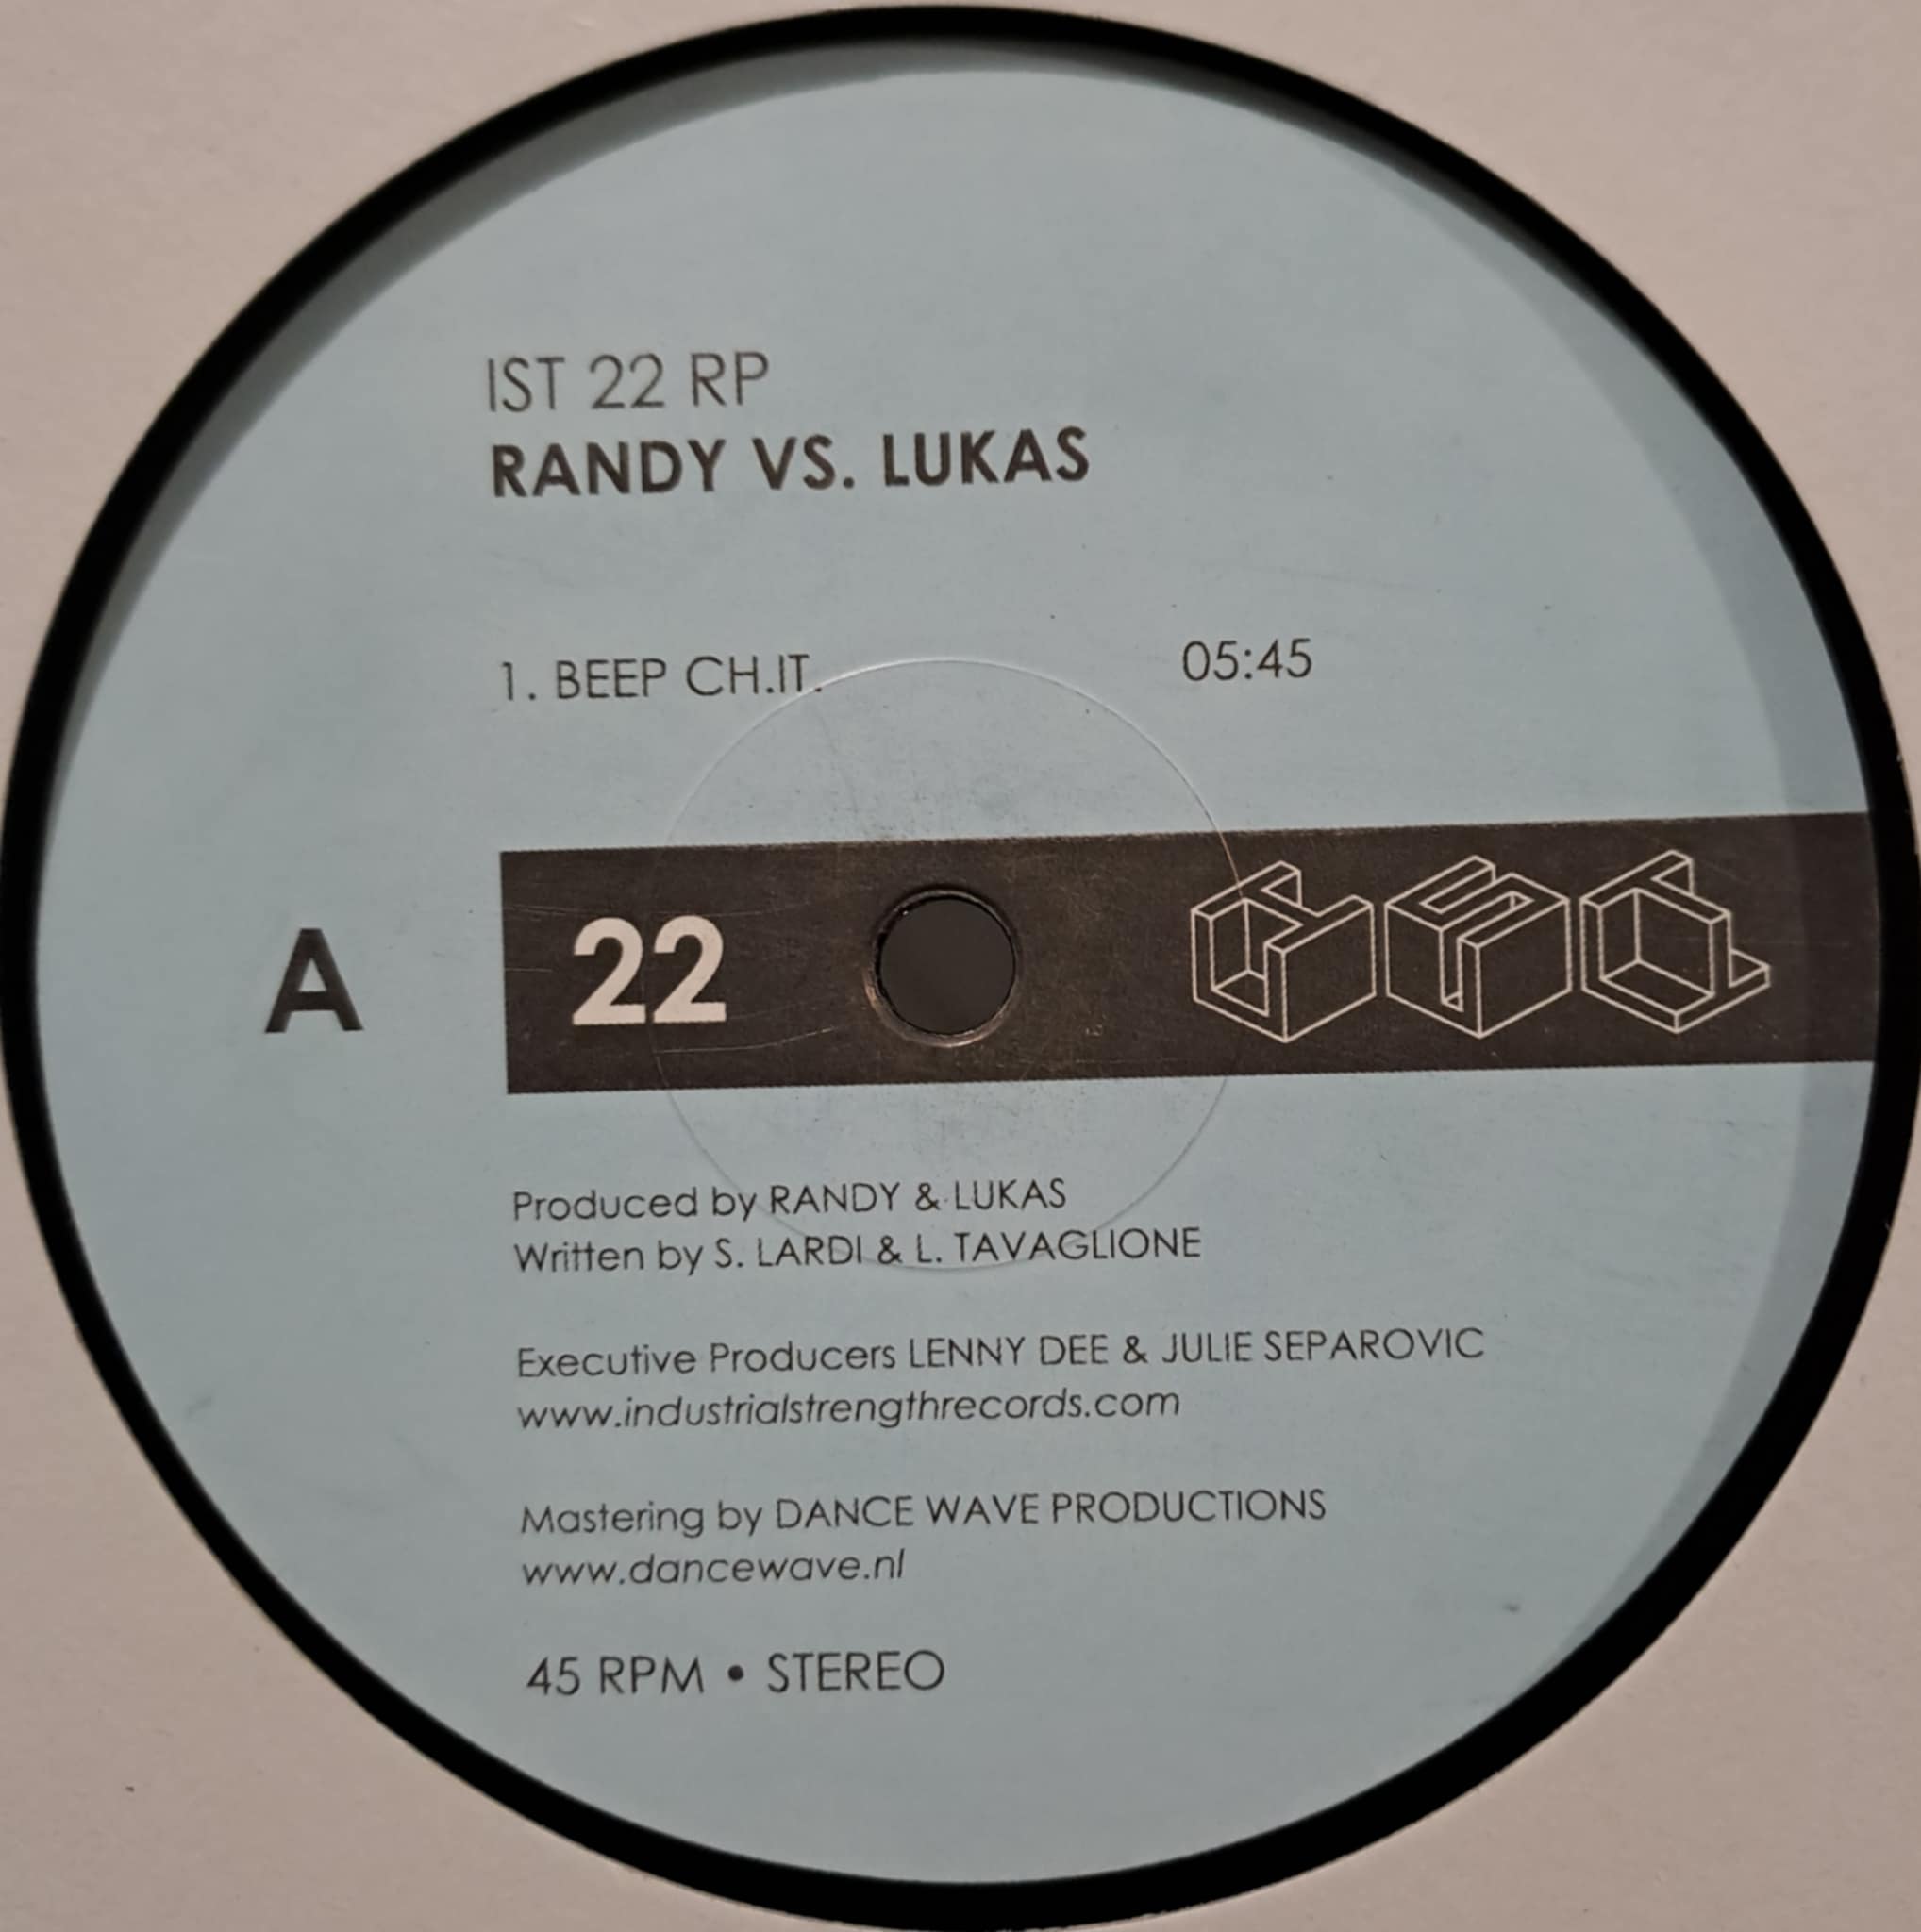 IST 22 RP
RANDY VS. LUKAS
1. BEEP CH.IT. 05:45
A
22
IST
Produced by RANDY & LUKAS
Written by S. LARDI & L. TAVAGLIONE
Executive Producers LENNY DEE & JULIE SEPAROVIC
www.industrialstrengthrecords.com
Mastering by DANCE WAVE PRODUCTIONS
www.dancewave.nl
45 RPM • STEREO